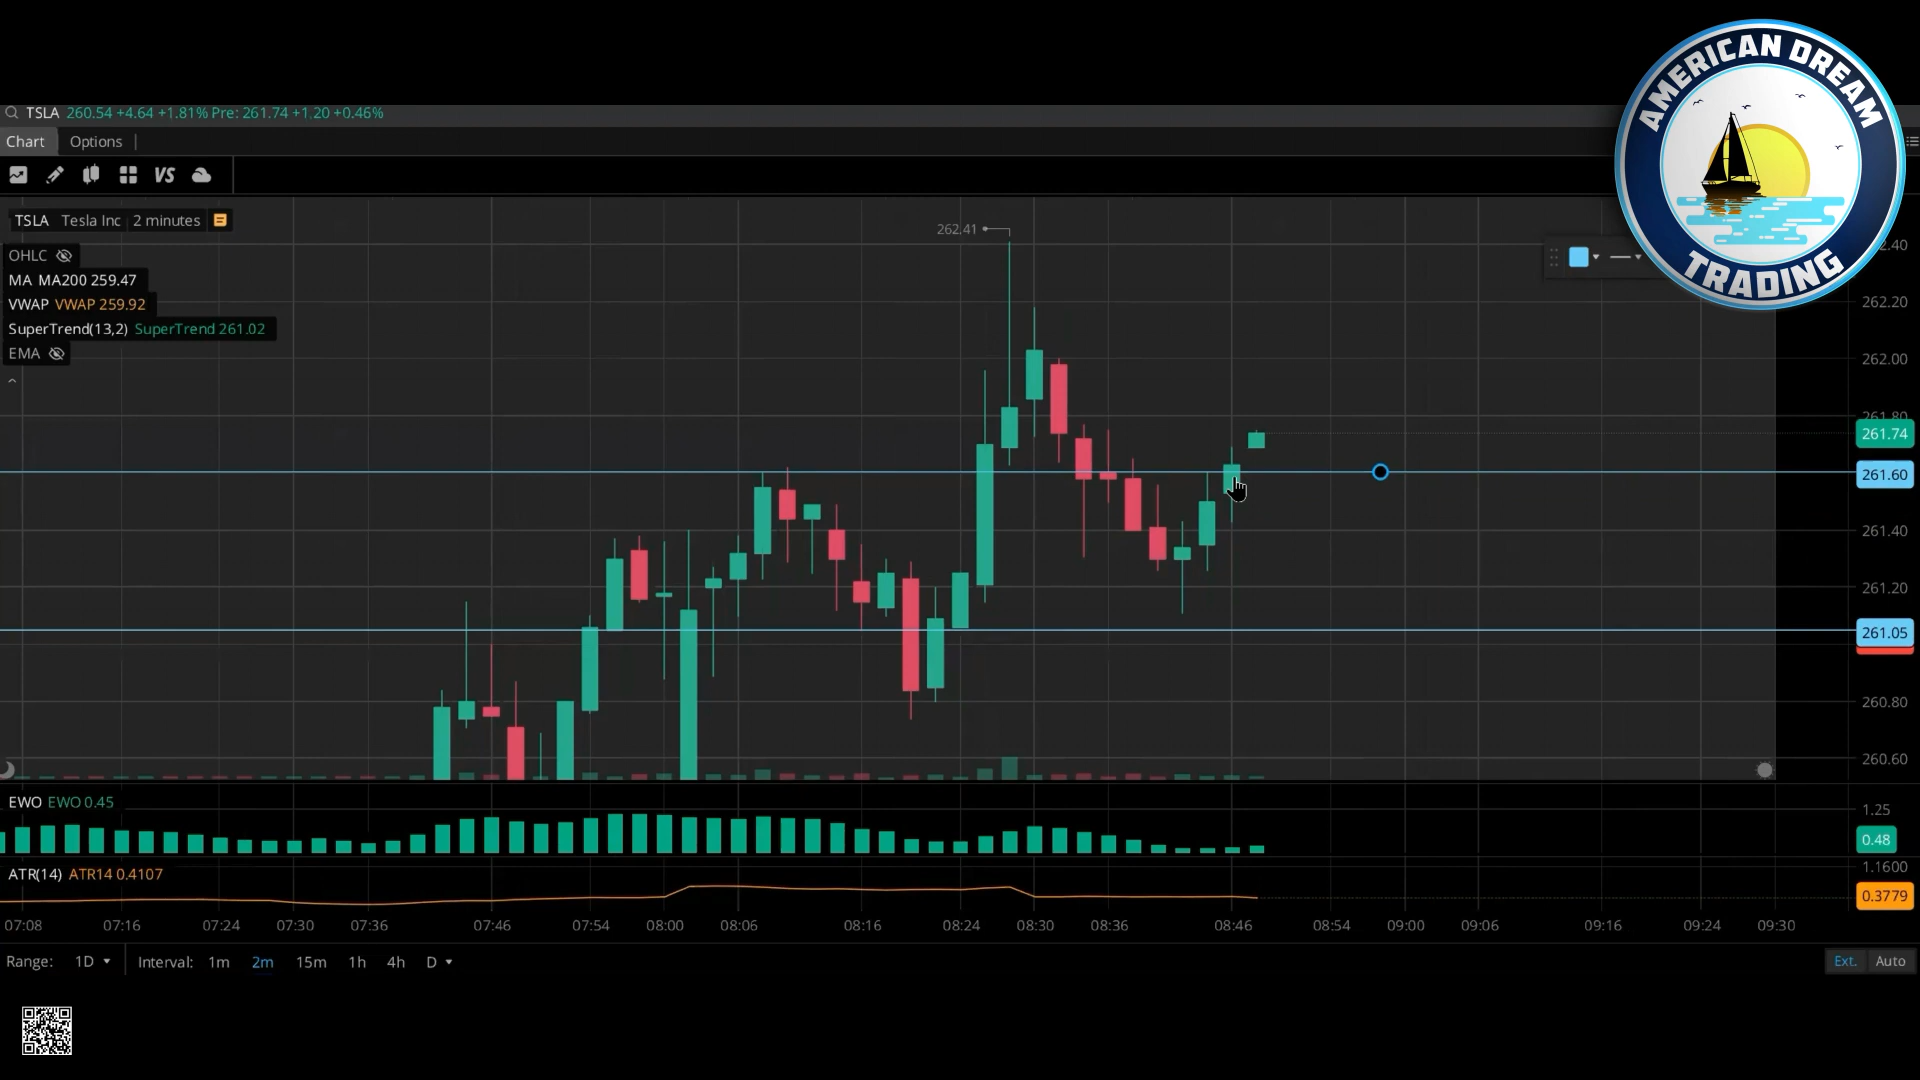 AMERICAN DREAM
TRADING
TSLA 260.54 +4.64 +1.81% Pre: 261.74 +1.20 +0.46%
Chart Options
VS
TSLA Tesla Inc 2 minutes
OHLC
MA MA200 259.47
VWAP VWAP 259.92
SuperTrend(13,2) SuperTrend 261.02
EMA
262.41
262.20
262.00
261.80
261.74
261.60
261.40
261.20
261.05
260.80
260.60
EWO EWO 0.45
1.25
0.48
ATR(14) ATR14 0.4107
1.1600
0.3779
07:08 07:16 07:24 07:30 07:36 07:46 07:54 08:00 08:06 08:16 08:24 08:30 08:36 08:46 08:54 09:00 09:06 09:16 09:24 09:30
Range: 1D Interval: 1m 2m 15m 1h 4h D Ext. Auto